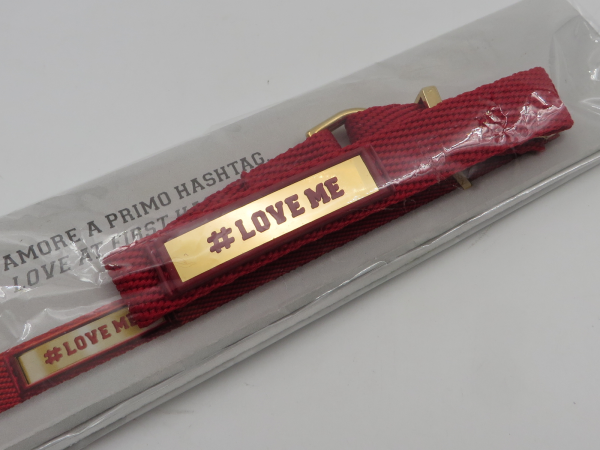 AMORE A PRIMO HASHTAG
LOVE AT FIRST
# LOVE ME
# LOVE ME